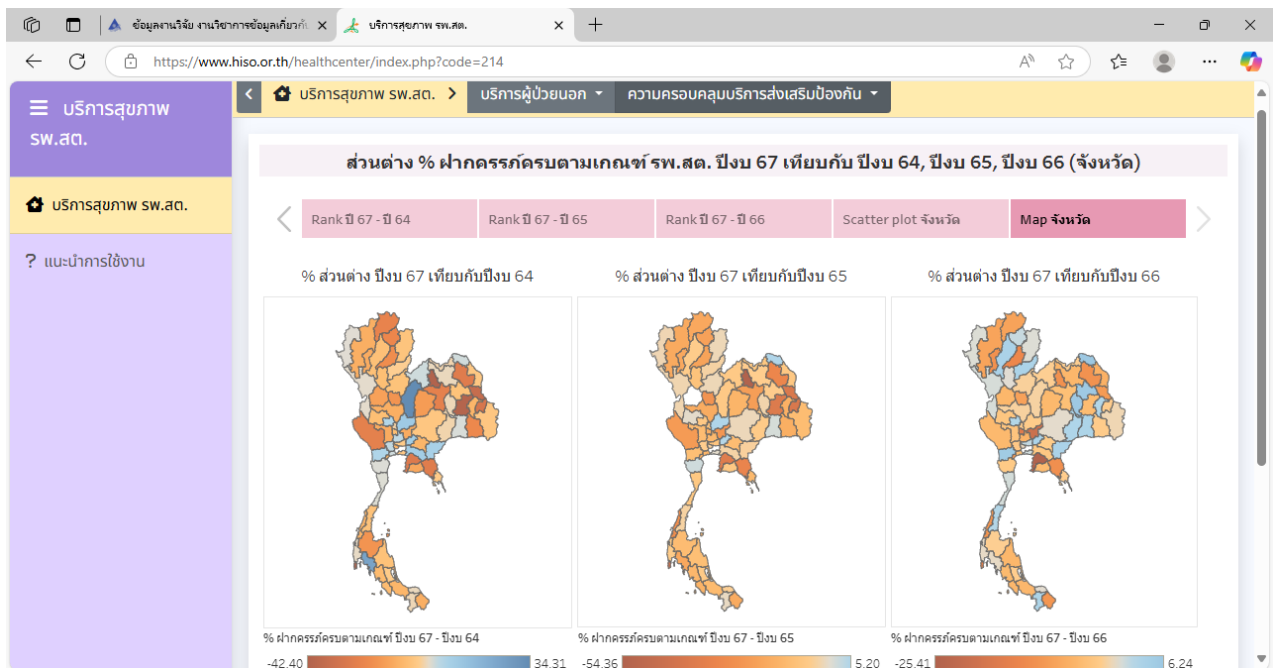 ข้อมูลงานวิจัย งานวิชาการข้อมูลเกี่ยวกั
บริการสุขภาพ รพ.สต.
https://www.hiso.or.th/healthcenter/index.php?code=214
บริการสุขภาพ
รพ.สต.
บริการสุขภาพ รพ.สต.
บริการผู้ป่วยนอก
ความครอบคลุมบริการส่งเสริมป้องกัน
บริการสุขภาพ รพ.สต.
? แนะนำการใช้งาน
ส่วนต่าง % ฝากครรภ์ครบตามเกณฑ์ รพ.สต. ปีงบ 67 เทียบกับ ปีงบ 64, ปีงบ 65, ปีงบ 66 (จังหวัด)
Rank ปี 67 - ปี 64
Rank ปี 67 - ปี 65
Rank ปี 67 - ปี 66
Scatter plot จังหวัด
Map จังหวัด
% ส่วนต่าง ปีงบ 67 เทียบกับปีงบ 64
% ส่วนต่าง ปีงบ 67 เทียบกับปีงบ 65
% ส่วนต่าง ปีงบ 67 เทียบกับปีงบ 66
% ฝากครรภ์ครบตามเกณฑ์ ปีงบ 67 - ปีงบ 64
% ฝากครรภ์ครบตามเกณฑ์ ปีงบ 67 - ปีงบ 65
% ฝากครรภ์ครบตามเกณฑ์ ปีงบ 67 - ปีงบ 66
-42.40 34.31
-54.36 5.20
-25.41 6.24